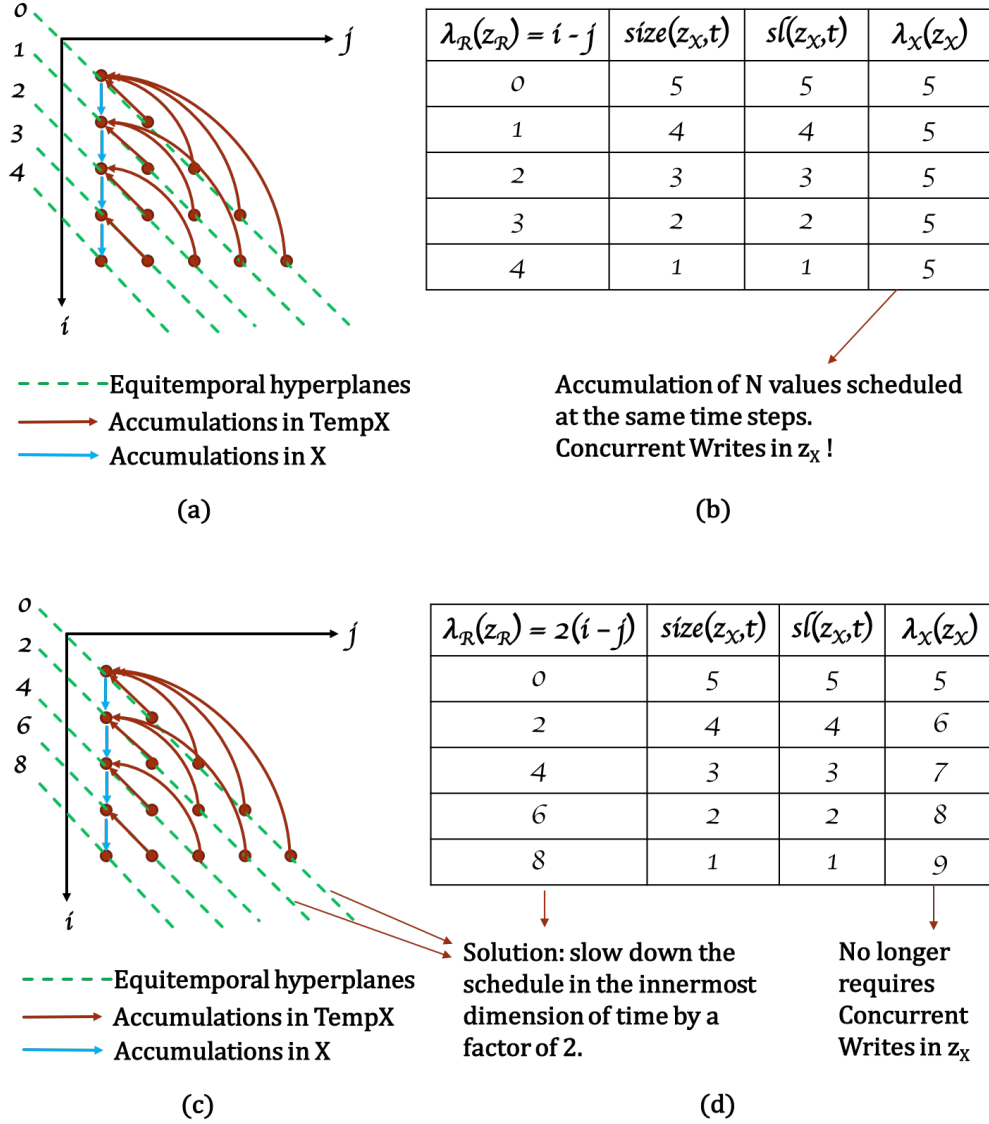 0
1
2
3
4
j
i
Equitemporal hyperplanes
Accumulations in TempX
Accumulations in X
(a)
λ_R(z_R) = i - j size(z_X,t) sl(z_X,t) λ_X(z_X)
0 5 5 5
1 4 4 5
2 3 3 5
3 2 2 5
4 1 1 5
Accumulation of N values scheduled
at the same time steps.
Concurrent Writes in z_X !
(b)
0
2
4
6
8
j
i
Equitemporal hyperplanes
Accumulations in TempX
Accumulations in X
(c)
λ_R(z_R) = 2(i - j) size(z_X,t) sl(z_X,t) λ_X(z_X)
0 5 5 5
2 4 4 6
4 3 3 7
6 2 2 8
8 1 1 9
Solution: slow down the
schedule in the innermost
dimension of time by a
factor of 2.
No longer
requires
Concurrent
Writes in z_X
(d)